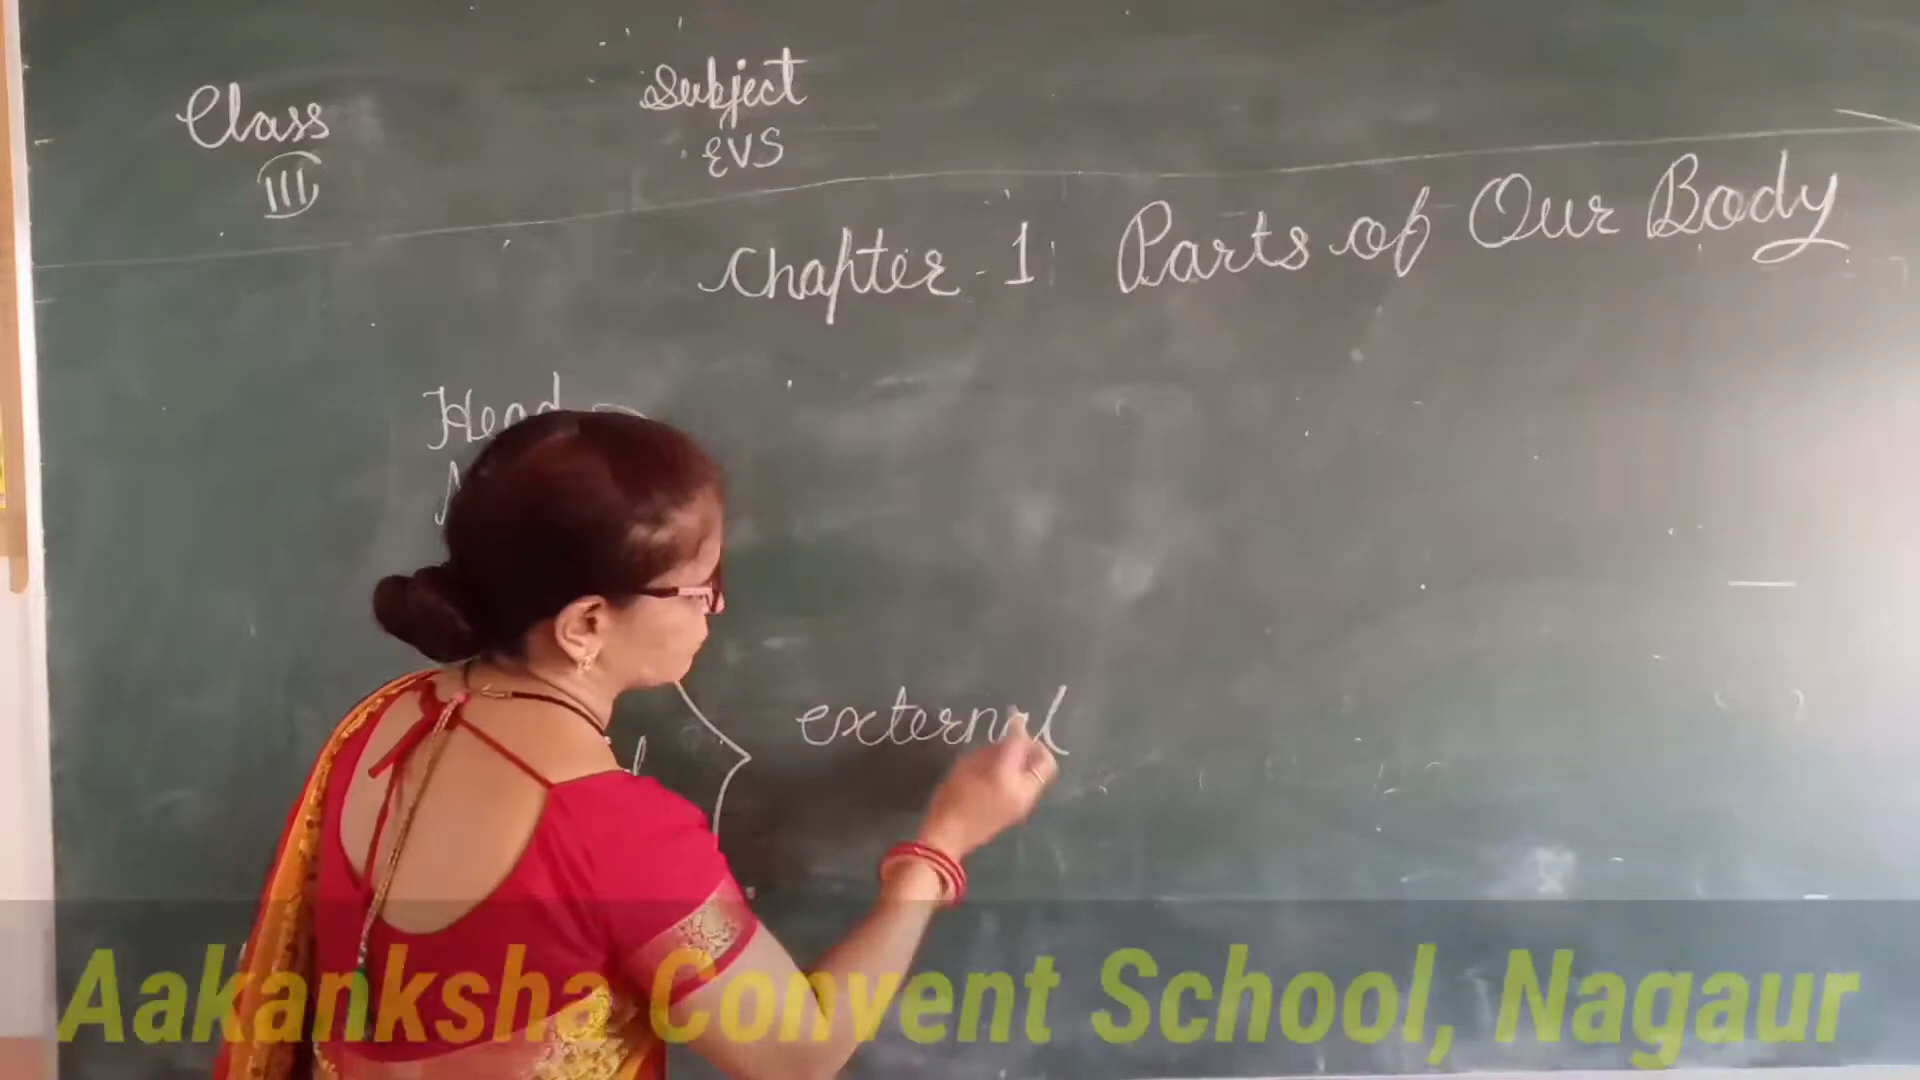 Class
III
Subject
EVS
Chapter - 1 Parts of Our Body
Head
external
Aakanksha Convent School, Nagaur